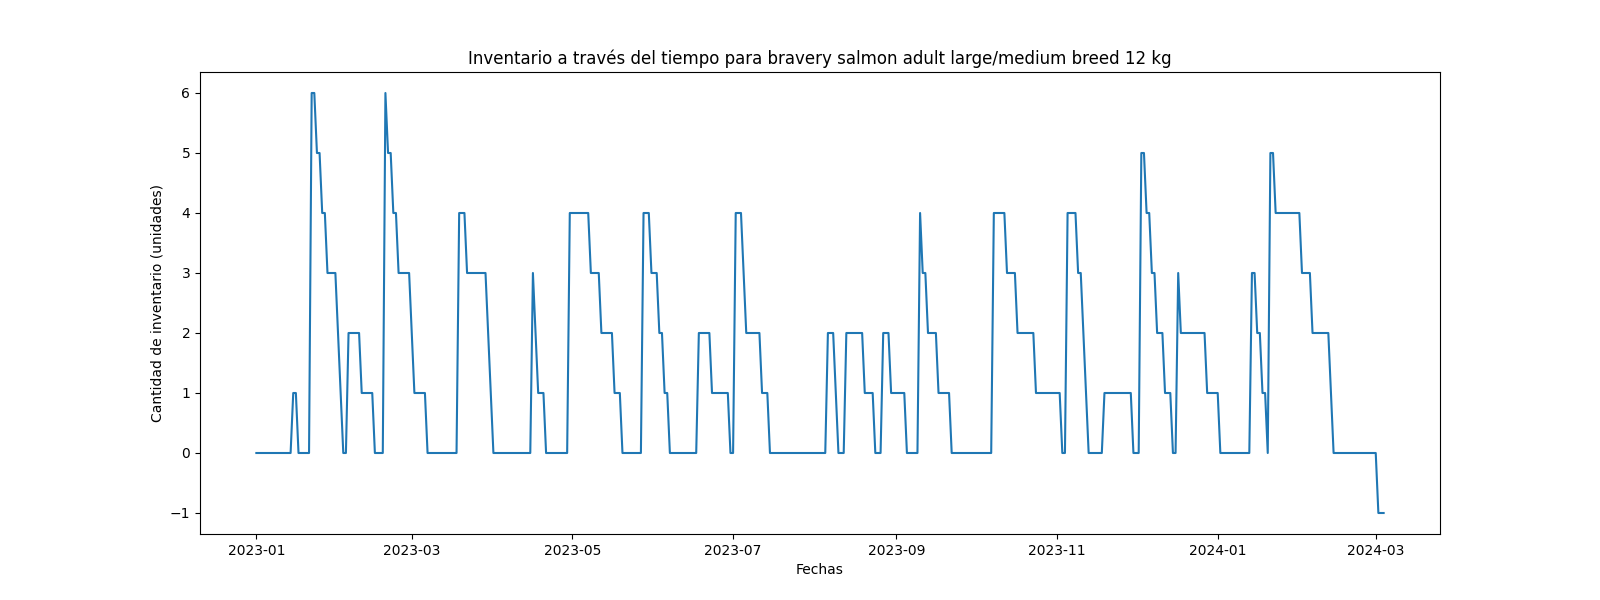 Inventario a través del tiempo para bravery salmon adult large/medium breed 12 kg
Cantidad de inventario (unidades)
6
5
4
3
2
1
0
−1
2023-01 2023-03 2023-05 2023-07 2023-09 2023-11 2024-01 2024-03
Fechas